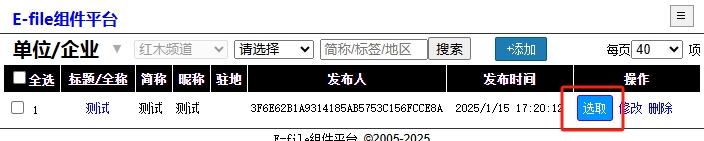 E-file组件平台
≡
单位/企业 ▼ 红木频道 请选择 简称/标签/地区 搜索 +添加 每页 40 项
全选 标题/全称 简称 昵称 驻地 发布人 发布时间 操作
1 测试 测试 测试 3F6E62B1A9314185AB5753C156FCCE8A 2025/1/15 17:20:12 选取 修改 删除
E-file组件平台 ©2005-2025